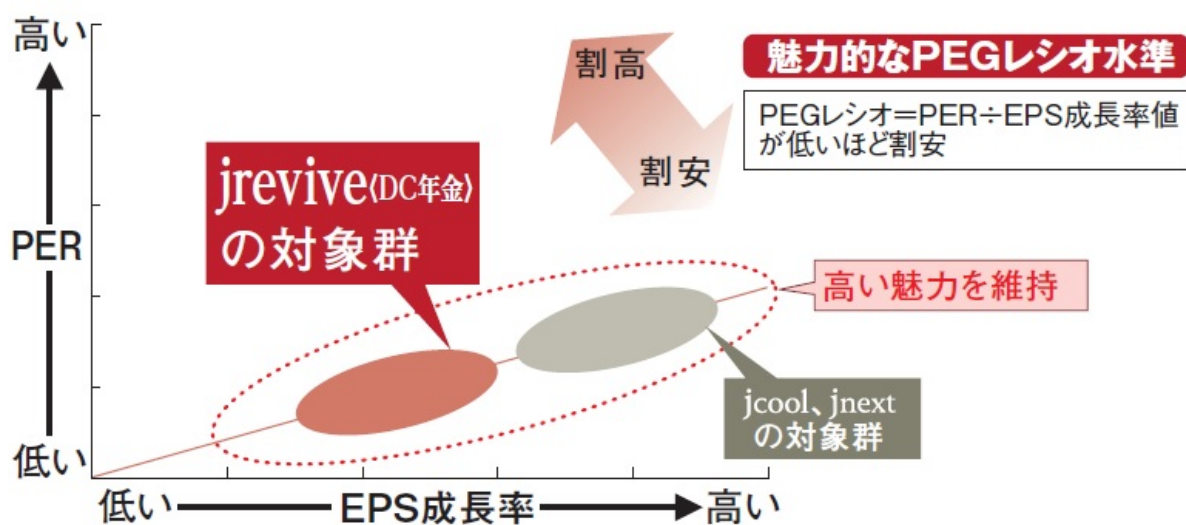 高い
PER
低い
低い
EPS成長率
高い
jrevive〈DC年金〉
の対象群
割高
割安
魅力的なPEGレシオ水準
PEGレシオ=PER÷EPS成長率値
が低いほど割安
高い魅力を維持
jcool、jnext
の対象群